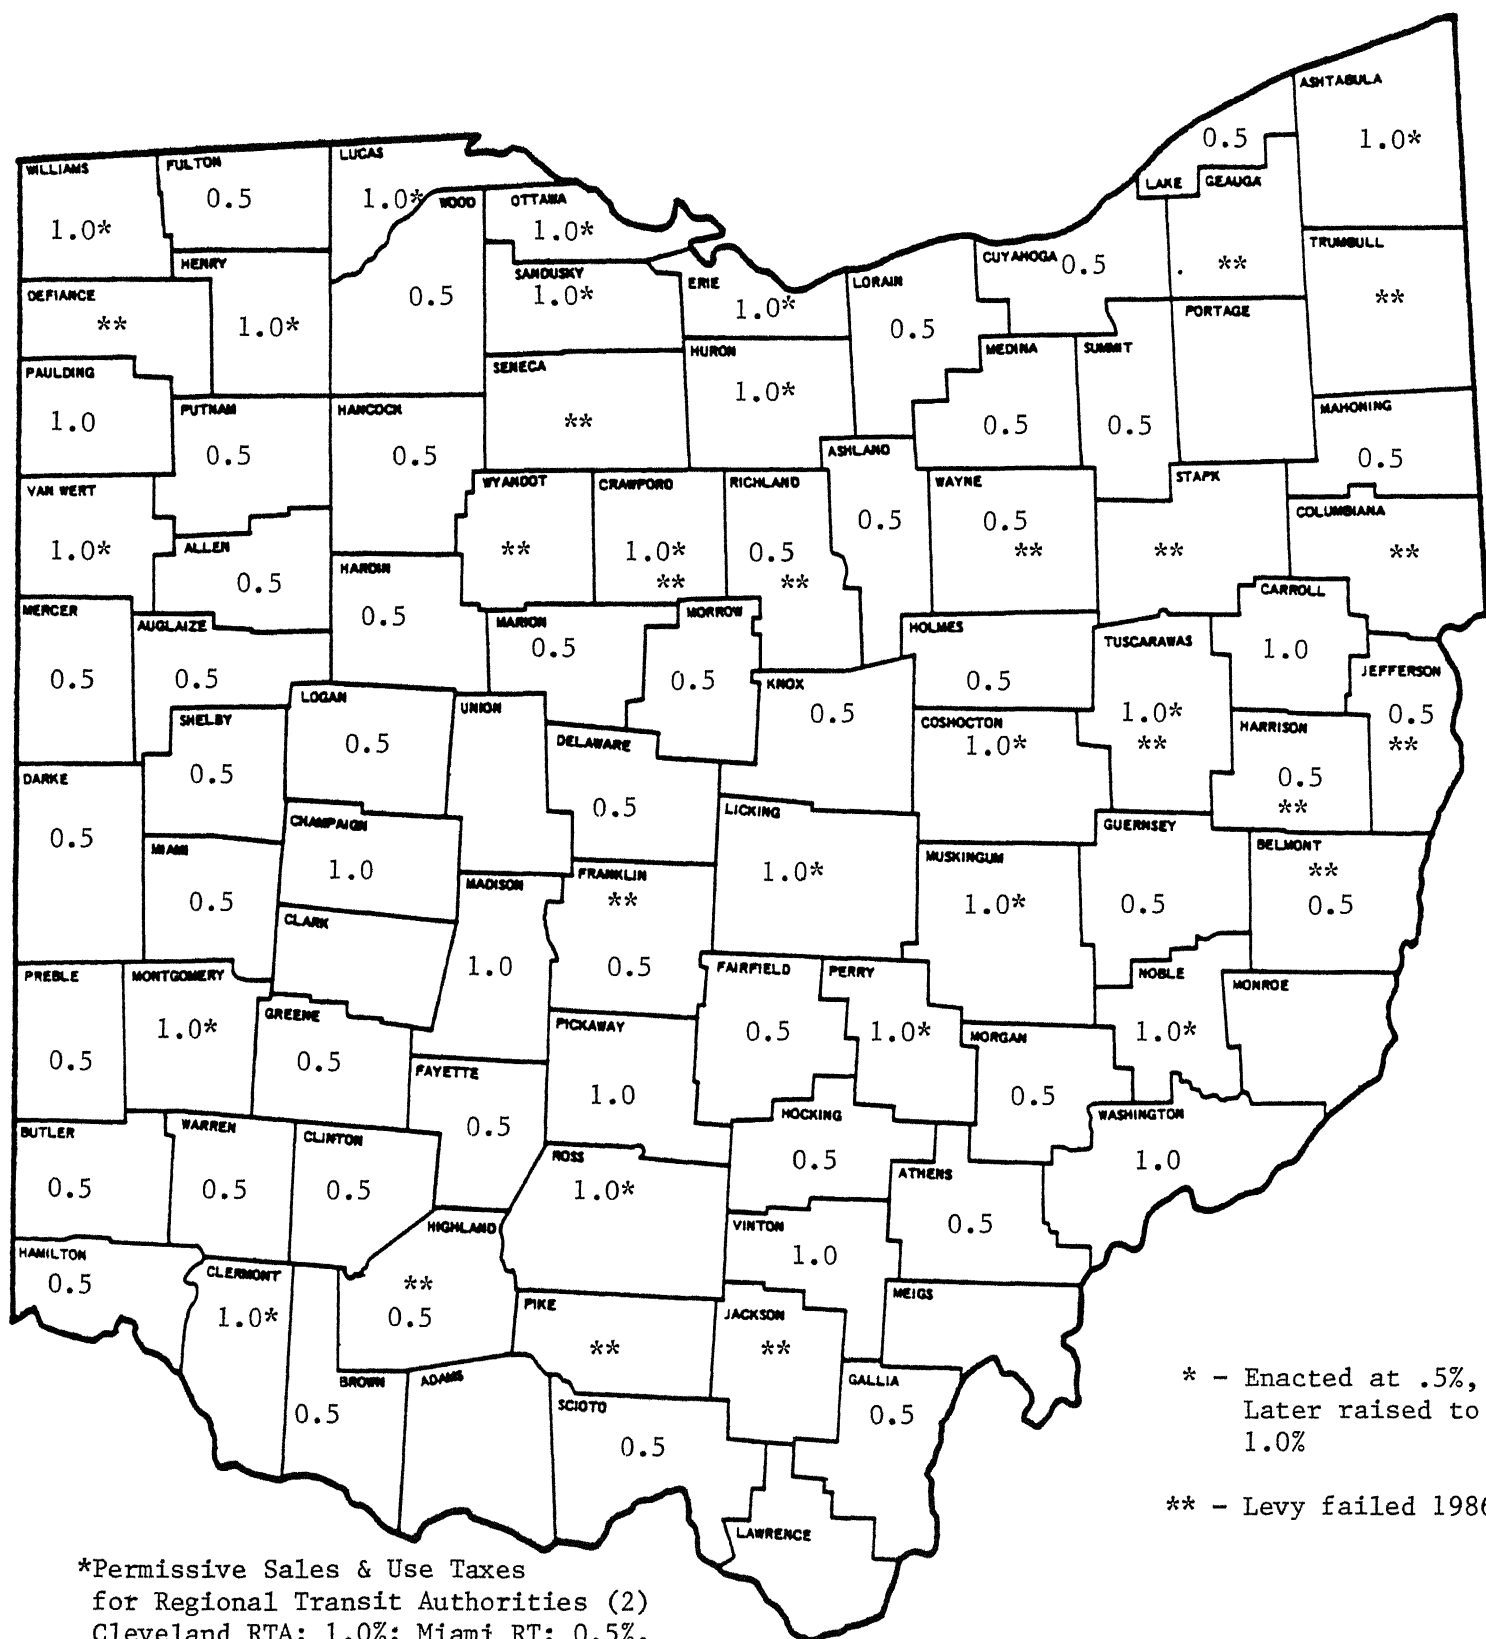 ASHTABULA
0.5
1.0*
LUCAS
WILLIAMS
FULTON
LAKE
GEAUGA
0.5
1.0*
WOOD
OTTAWA
1.0*
1.0*
TRUMBULL
HENRY
CUYAHOGA
0.5
**
SANDUSKY
ERIE
LORAIN
DEFIANCE
0.5
1.0*
1.0*
**
**
1.0*
0.5
PORTAGE
HURON
MEDINA
SUMMIT
SENECA
PAULDING
1.0*
1.0
PUTNAM
HANCOCK
**
0.5
0.5
MAHONING
0.5
0.5
ASHLAND
0.5
VAN WERT
WYANDOT
CRAWFORD
RICHLAND
WAYNE
STARK
0.5
0.5
COLUMBIANA
1.0*
ALLEN
**
1.0*
0.5
**
**
**
0.5
HARDIN
**
**
CARROLL
MERCER
AUGLAIZE
0.5
MARION
MORROW
HOLMES
TUSCARAWAS
0.5
1.0
0.5
0.5
0.5
KNOX
0.5
JEFFERSON
LOGAN
UNION
0.5
1.0*
0.5
SHELBY
COSHOCTON
HARRISON
0.5
DELAWARE
1.0*
**
**
DARKE
0.5
0.5
0.5
0.5
**
LICKING
CHAMPAIGN
GUERNSEY
0.5
MIAMI
MUSKINGUM
BELMONT
1.0
FRANKLIN
1.0*
**
MADISON
0.5
**
1.0*
0.5
0.5
CLARK
1.0
0.5
PREBLE
MONTGOMERY
FAIRFIELD
PERRY
NOBLE
MONROE
GREENE
1.0*
PICKAWAY
0.5
1.0*
MORGAN
1.0*
0.5
0.5
FAYETTE
1.0
0.5
HOCKING
WASHINGTON
BUTLER
WARREN
CLINTON
0.5
ROSS
0.5
1.0
ATHENS
0.5
0.5
0.5
1.0*
HIGHLAND
VINTON
0.5
HAMILTON
1.0
CLERMONT
0.5
**
MEIGS
1.0*
0.5
PIKE
JACKSON
**
**
BROWN
ADAMS
GALLIA
* - Enacted at .5%,
SCIOTO
0.5
0.5
Later raised to
0.5
1.0%
** - Levy failed 1986
LAWRENCE
*Permissive Sales & Use Taxes
for Regional Transit Authorities (2)
Cleveland RTA: 1.0%; Miami RT: 0.5%.